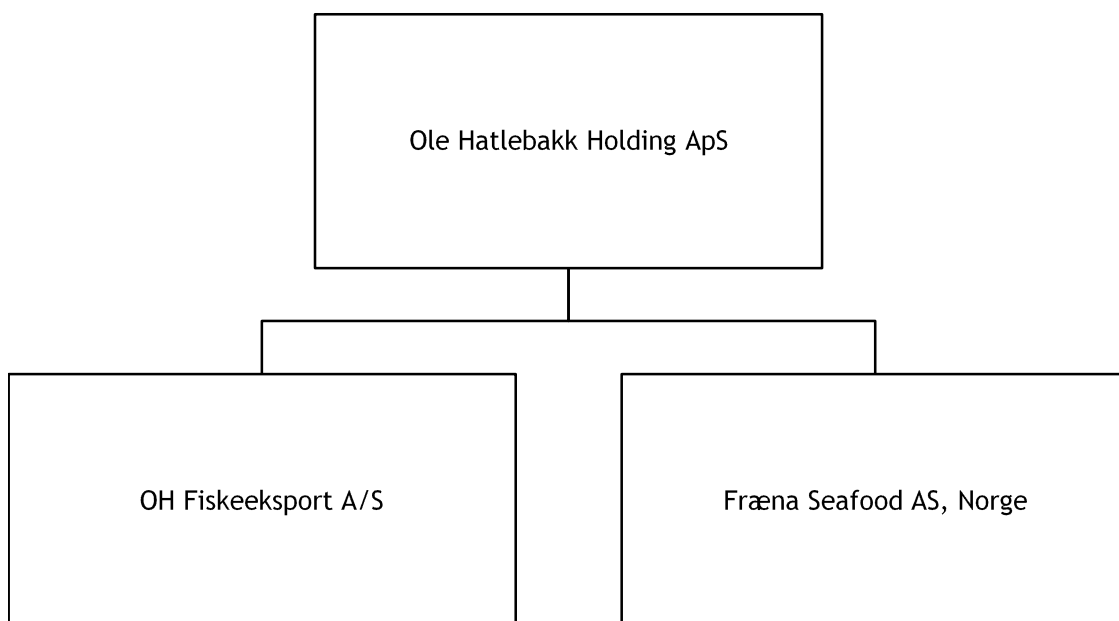 Ole Hatlebakk Holding ApS
OH Fiskeeksport A/S
Fræna Seafood AS, Norge